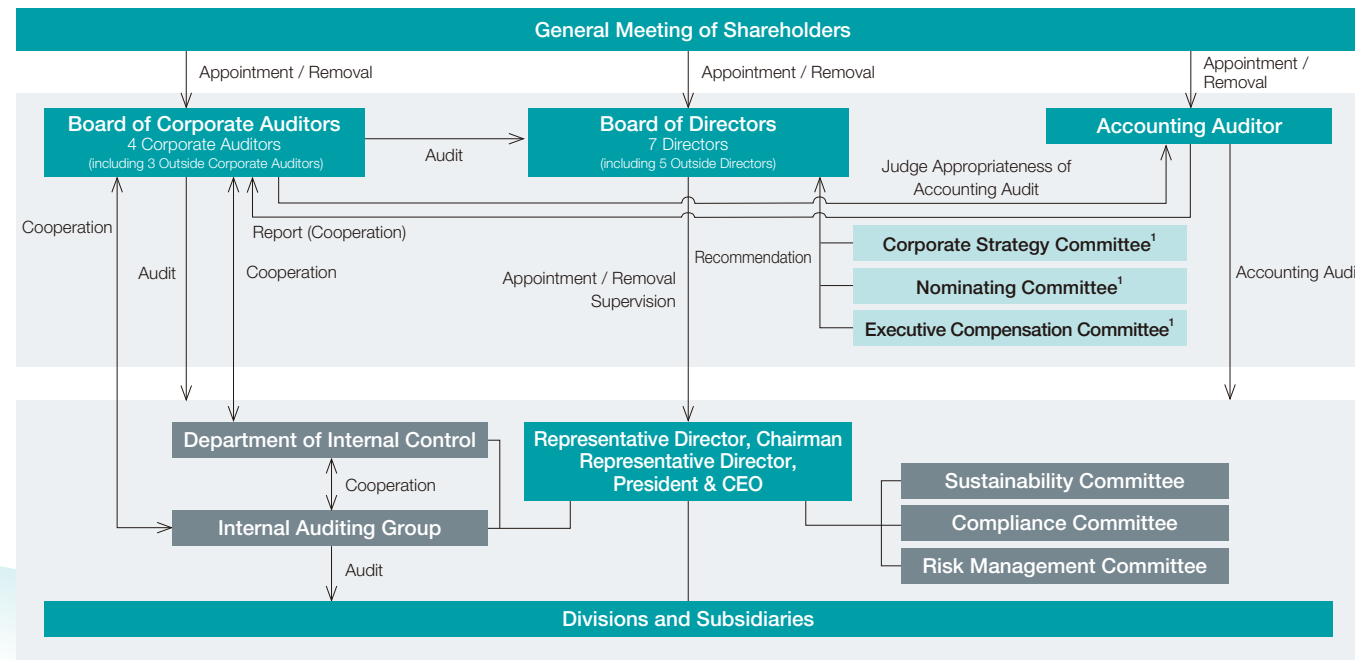 General Meeting of Shareholders
Appointment / Removal
Appointment / Removal
Appointment /
Removal
Board of Corporate Auditors
4 Corporate Auditors
(including 3 Outside Corporate Auditors)
Audit
Board of Directors
7 Directors
(including 5 Outside Directors)
Accounting Auditor
Judge Appropriateness of
Accounting Audit
Cooperation
Report (Cooperation)
Audit
Cooperation
Appointment / Removal
Supervision
Recommendation
Corporate Strategy Committee¹
Nominating Committee¹
Executive Compensation Committee¹
Accounting Audi
Department of Internal Control
Cooperation
Internal Auditing Group
Audit
Representative Director, Chairman
Representative Director,
President & CEO
Sustainability Committee
Compliance Committee
Risk Management Committee
Divisions and Subsidiaries